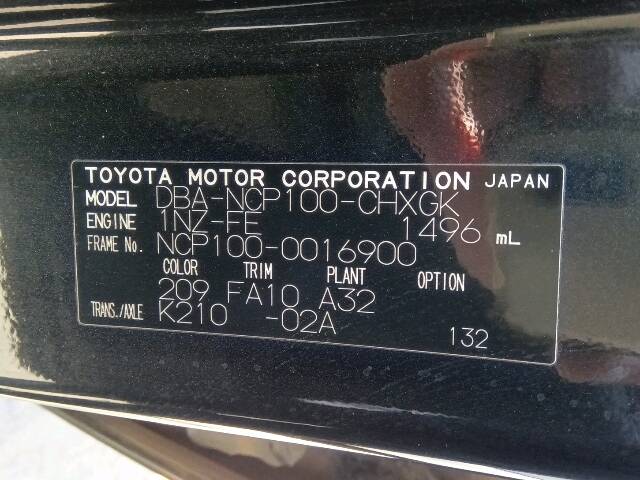 TOYOTA MOTOR CORPORATION JAPAN
MODEL DBA-NCP100-CHXGK
ENGINE 1NZ-FE 1496 mL
FRAME No. NCP100-0016900
COLOR TRIM PLANT OPTION
209 FA10 A32
TRANS./AXLE K210 -02A
132